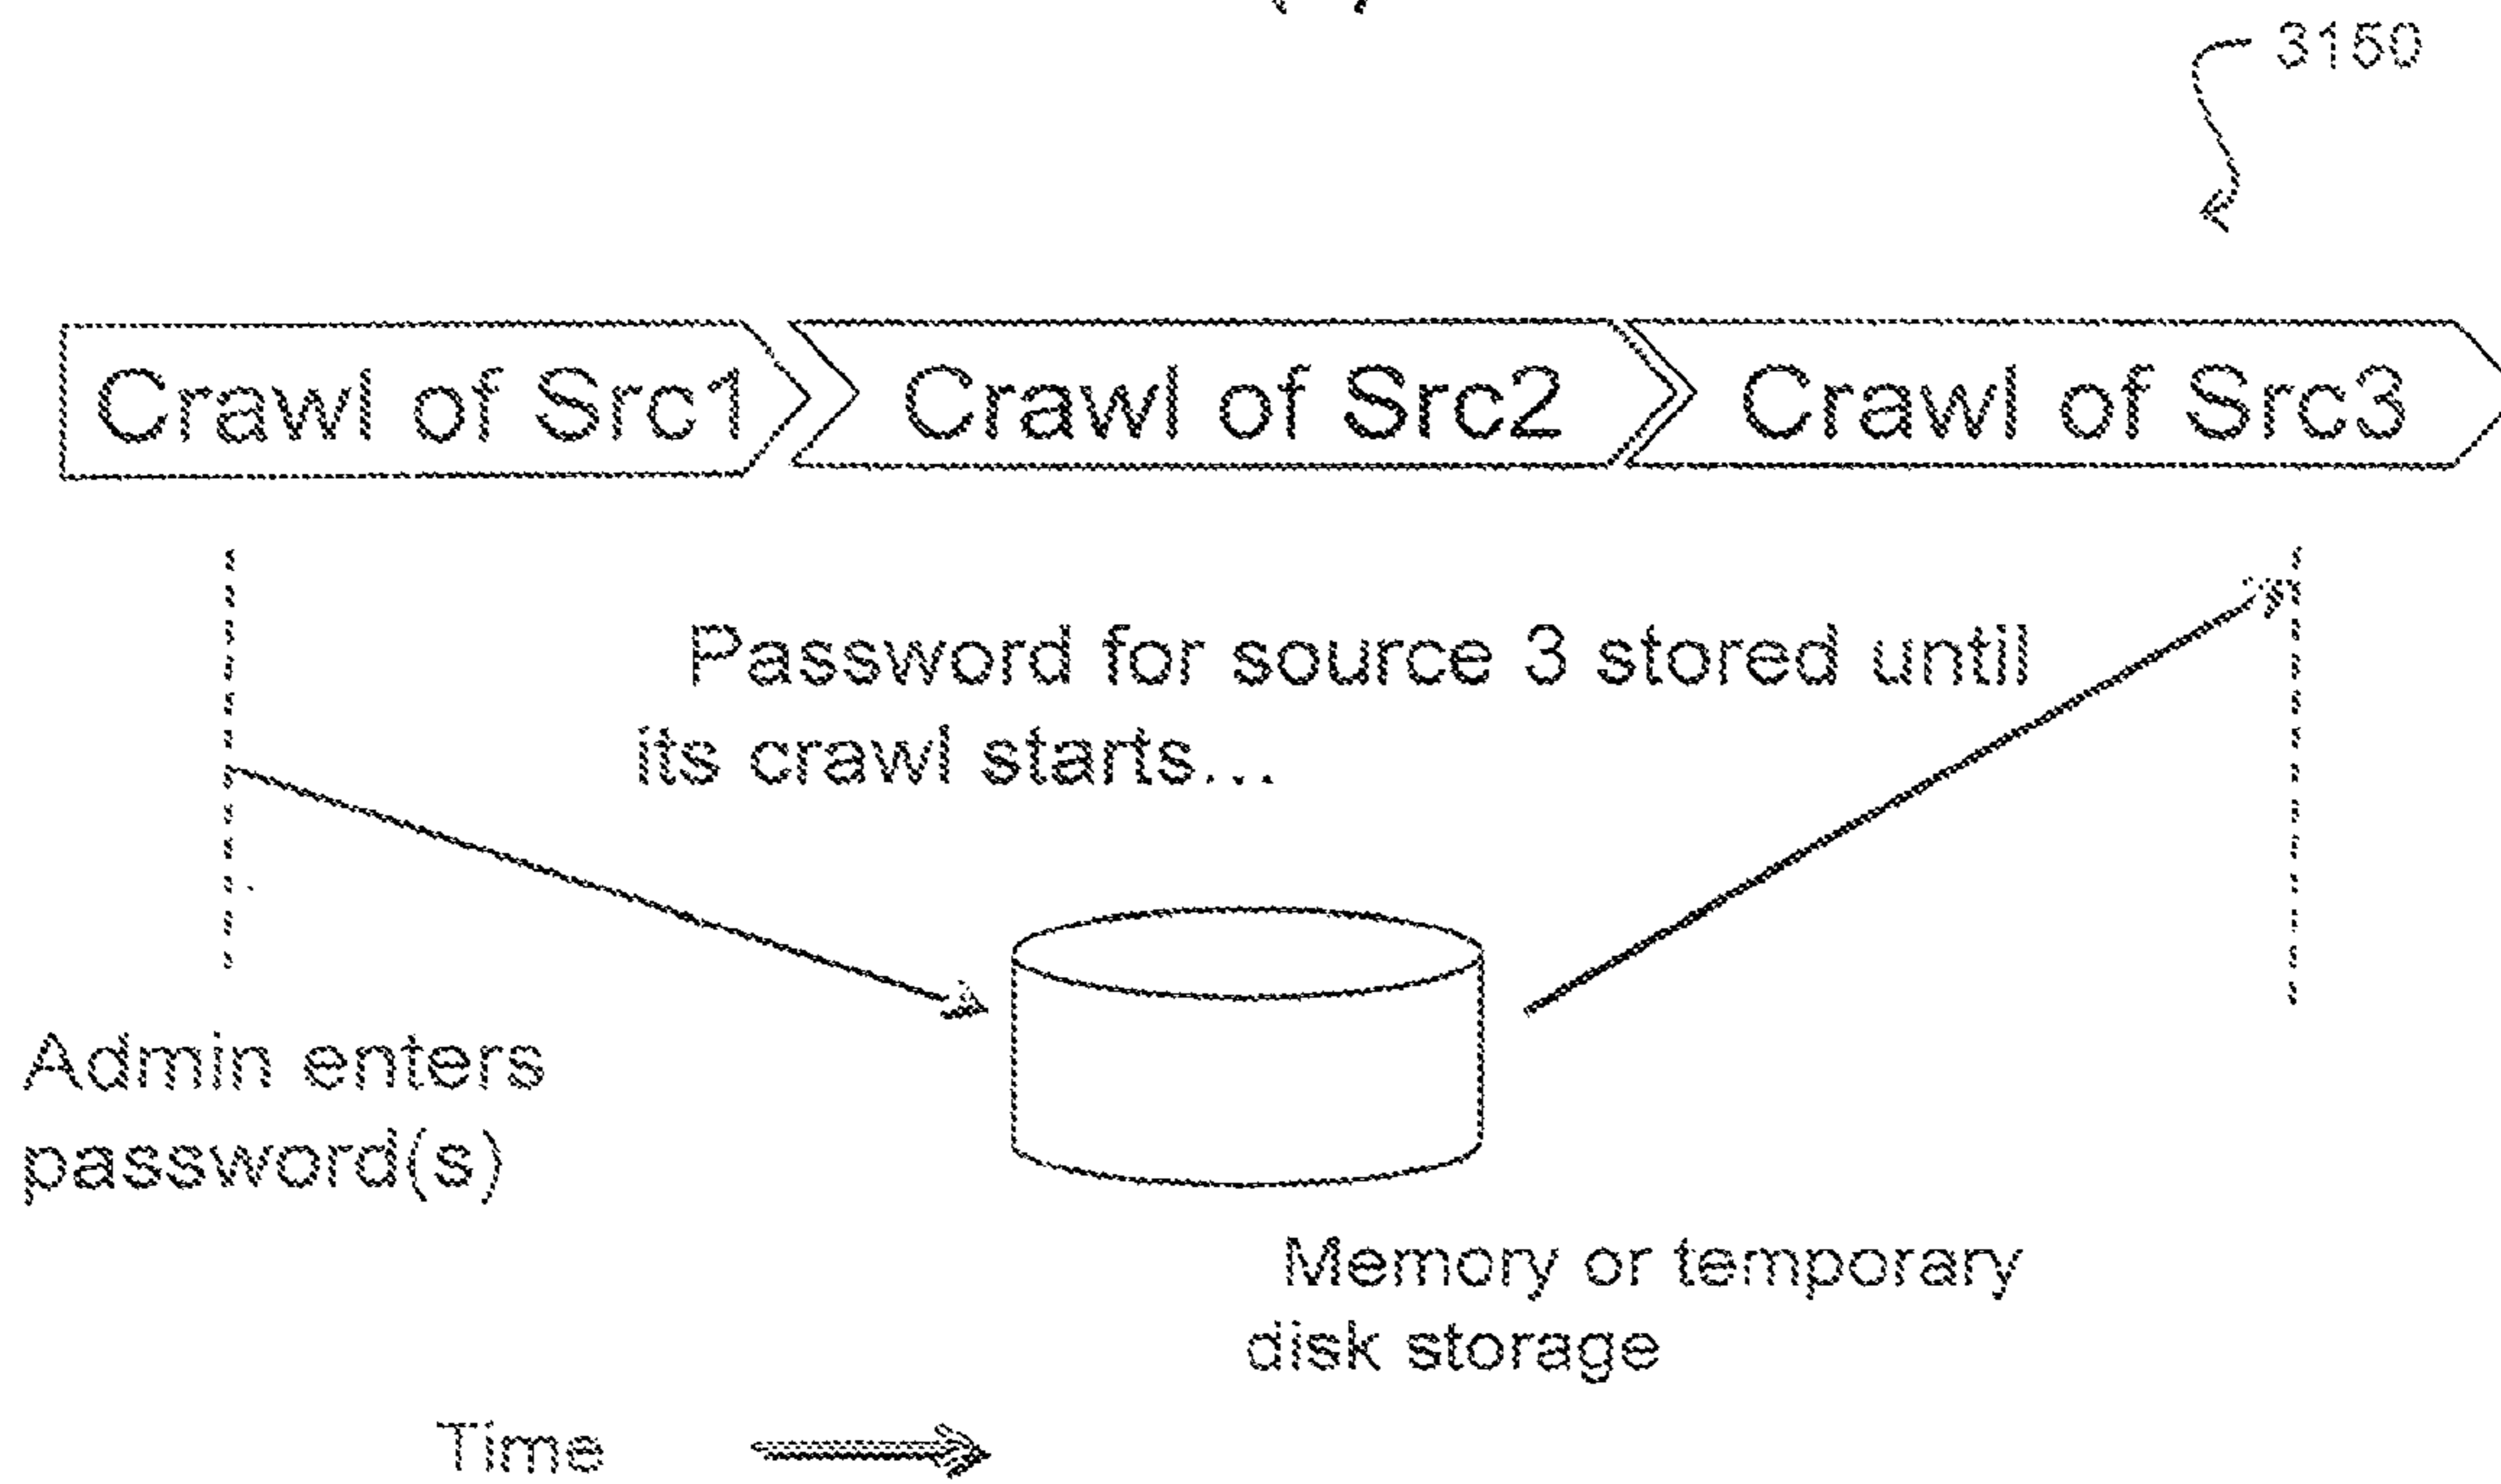 3150
Crawl of Src1
Crawl of Src2
Crawl of Src3
Password for source 3 stored until
its crawl starts...
Admin enters
password(s)
Memory or temporary
disk storage
Time